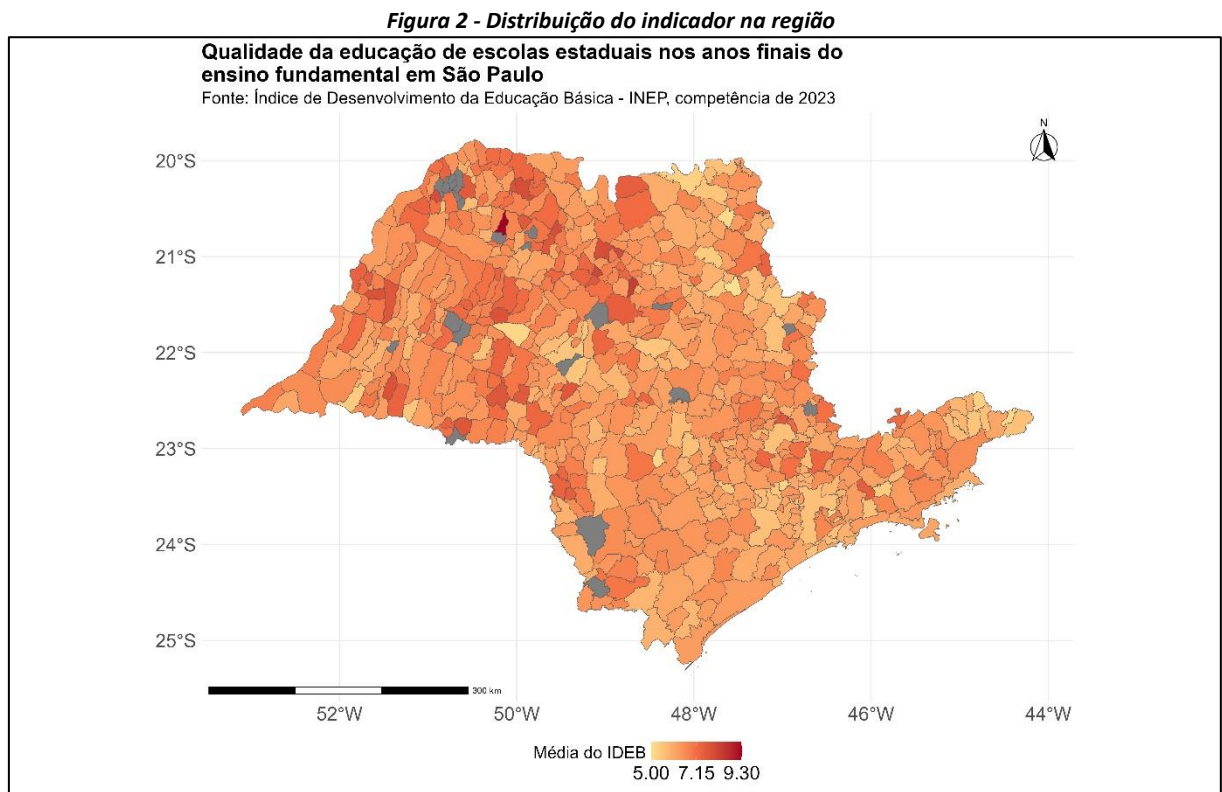 Figura 2 - Distribuição do indicador na região
Qualidade da educação de escolas estaduais nos anos finais do
ensino fundamental em São Paulo
Fonte: Índice de Desenvolvimento da Educação Básica - INEP, competência de 2023
N
20°S
21°S
22°S
23°S
24°S
25°S
300 km
52°W 50°W 48°W 46°W 44°W
Média do IDEB
5.00 7.15 9.30